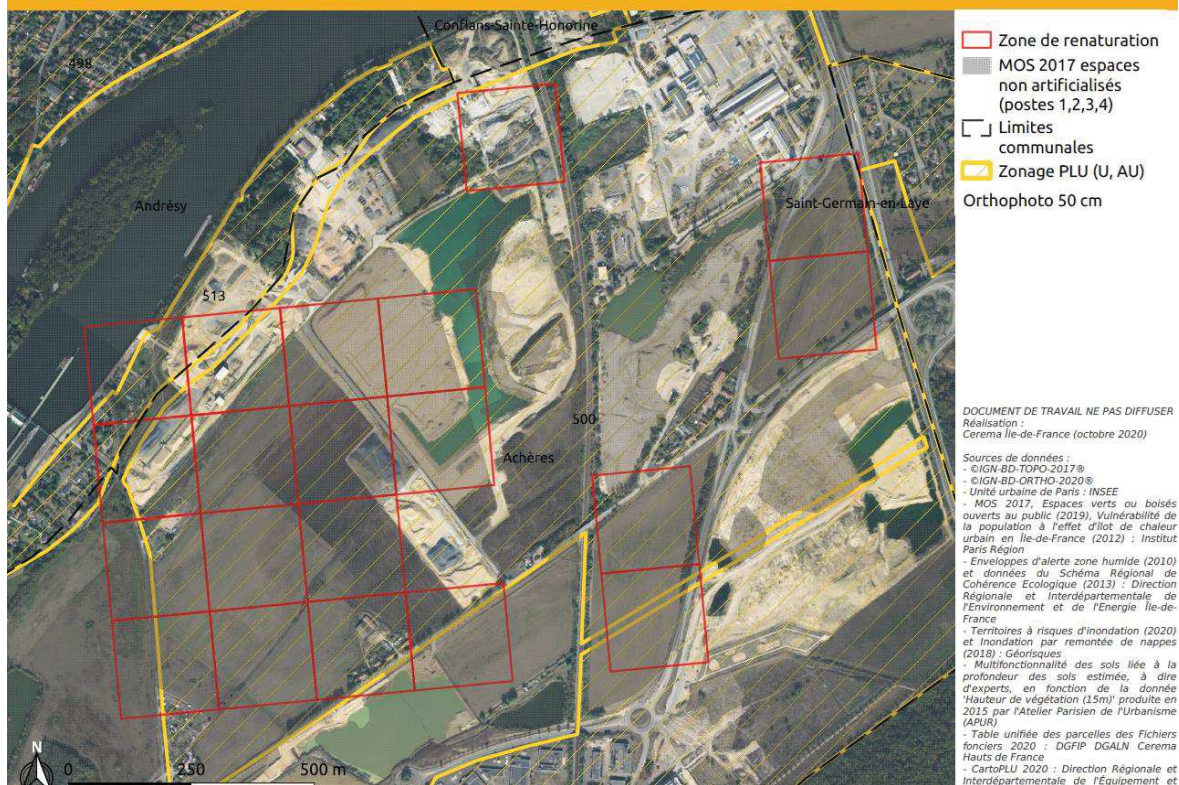 Conflans-Sainte-Honorine
498
Andrésy
Saint-Germain-en-Laye
513
500
Achères
N
0 250 500 m
Zone de renaturation
MOS 2017 espaces
non artificialisés
(postes 1,2,3,4)
Limites
communales
Zonage PLU (U, AU)
Orthophoto 50 cm
DOCUMENT DE TRAVAIL NE PAS DIFFUSER
Réalisation :
Cerema Île-de-France (octobre 2020)
Sources de données :
- ©IGN-BD-TOPO-2017®
- ©IGN-BD-ORTHO-2020®
- Unité urbaine de Paris : INSEE
- MOS 2017, Espaces verts ou boisés
ouverts au public (2019), Vulnérabilité de
la population à l'effet d'îlot de chaleur
urbain en Île-de-France (2012) : Institut
Paris Région
- Enveloppes d'alerte zone humide (2010)
et données du Schéma Régional de
Cohérence Ecologique (2013) : Direction
Régionale et Interdépartementale de
l'Environnement et de l'Energie Île-de-
France
- Territoires à risques d'inondation (2020)
et Inondation par remontée de nappes
(2018) : Géorisques
- Multifonctionnalité des sols liée à la
profondeur des sols estimée, à dire
d'experts, en fonction de la donnée
'Hauteur de végétation (15m)' produite en
2015 par l'Atelier Parisien de l'Urbanisme
(APUR)
- Table unifiée des parcelles des Fichiers
fonciers 2020 : DGFIP DGALN Cerema
Hauts de France
- CartoPLU 2020 : Direction Régionale et
Interdépartementale de l'Équipement et